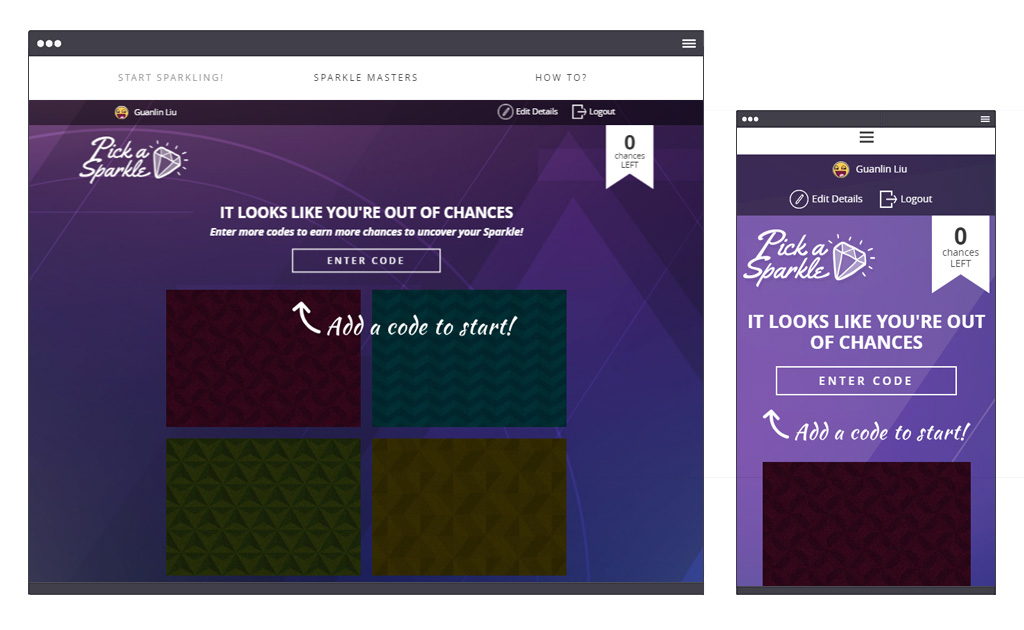 START SPARKLING!
SPARKLE MASTERS
HOW TO?
Guanlin Liu
Edit Details
Logout
Pick a
Sparkle
0
chances
LEFT
IT LOOKS LIKE YOU'RE OUT OF CHANCES
Enter more codes to earn more chances to uncover your Sparkle!
ENTER CODE
Add a code to start!
Guanlin Liu
Edit Details
Logout
Pick a
Sparkle
0
chances
LEFT
IT LOOKS LIKE YOU'RE OUT
OF CHANCES
ENTER CODE
Add a code to start!